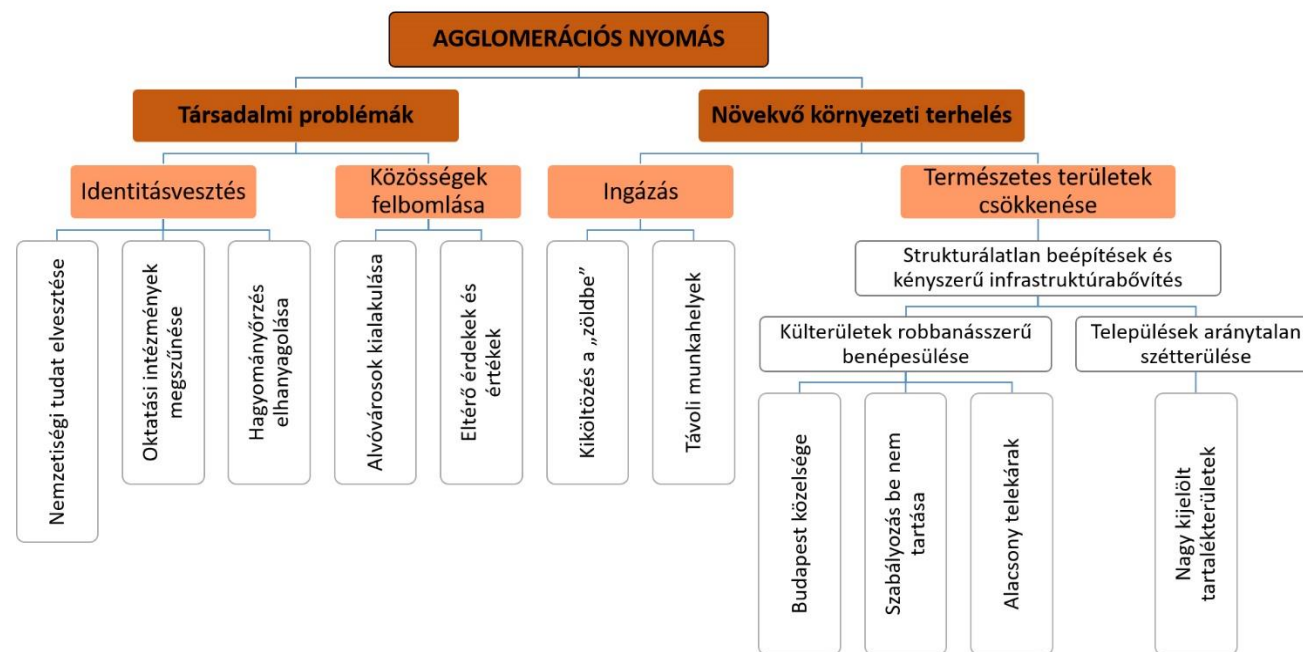 AGGLOMERÁCIÓS NYOMÁS
Társadalmi problémák
Növekvő környezeti terhelés
Identitásvesztés
Közösségek
felbomlása
Ingázás
Természetes területek
csökkenése
Nemzetiségi tudat elvesztése
Oktatási intézmények
megszűnése
Hagyományőrzés
elhanyagolása
Alvóvárosok kialakulása
Eltérő érdekek és
értékek
Kiköltözés a „zöldbe”
Távoli munkahelyek
Strukturálatlan beépítések és
kényszerű infrastruktúrabővítés
Külterületek robbanásszerű
benépesülése
Települések aránytalan
szétterülése
Budapest közelsége
Szabályozás be nem
tartása
Alacsony telekárak
Nagy kijelölt
tartalékterületek